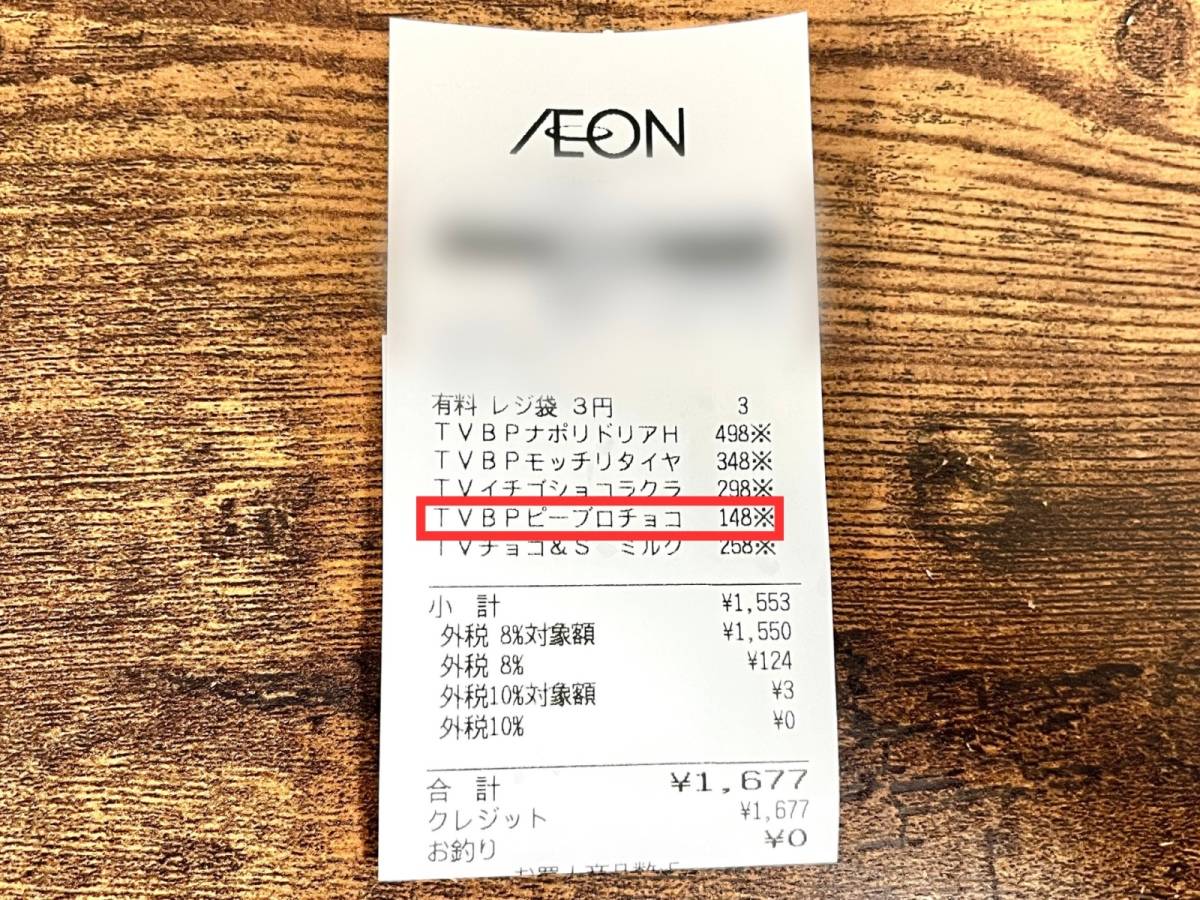 ÆON
有料 レジ袋 3円 3
TVBPナポリドリアH 498※
TVBPモッチリタイヤ 348※
TVイチゴショコラクラ 298※
TVBPピーブロチョコ 148※
TVチョコ&S ミルク 258※
小 計 ¥1,553
外税 8%対象額 ¥1,550
外税 8% ¥124
外税10%対象額 ¥3
外税10% ¥0
合 計 ¥1,677
クレジット ¥1,677
お釣り ¥0